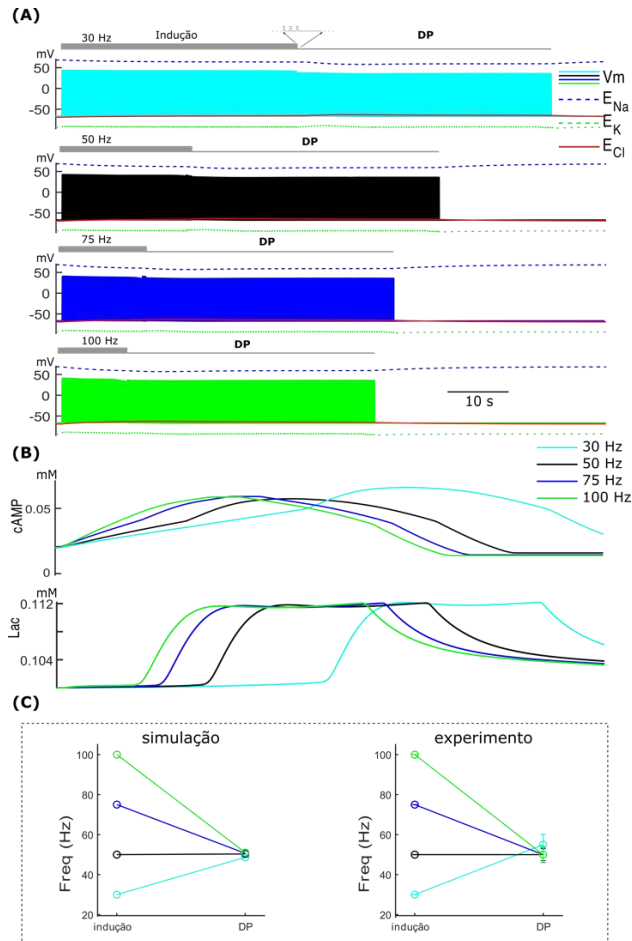 (A)
30 Hz Indução DP
mV
50
0
-50
Vm
E_Na
E_K
E_Cl
50 Hz DP
mV
50
0
-50
75 Hz DP
mV
50
0
-50
100 Hz DP
mV
50
0
-50
10 s
(B)
30 Hz
50 Hz
75 Hz
100 Hz
mM
cAMP
0.05
0
mM
Lac
0.112
0.104
(C)
simulação experimento
Freq (Hz)
100
80
60
40
20
indução DP
Freq (Hz)
100
80
60
40
20
indução DP